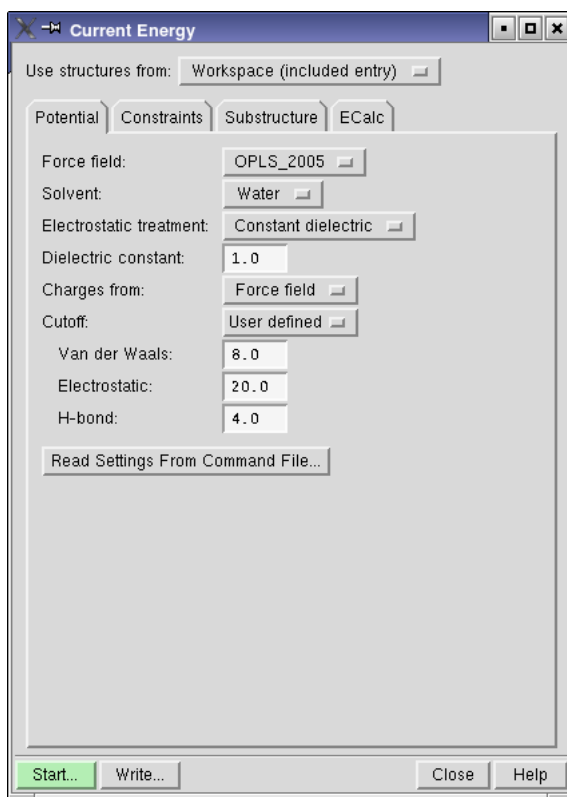 Current Energy
Use structures from: Workspace (included entry)
Potential Constraints Substructure ECalc
Force field: OPLS_2005
Solvent: Water
Electrostatic treatment: Constant dielectric
Dielectric constant: 1.0
Charges from: Force field
Cutoff: User defined
Van der Waals: 8.0
Electrostatic: 20.0
H-bond: 4.0
Read Settings From Command File...
Start... Write... Close Help